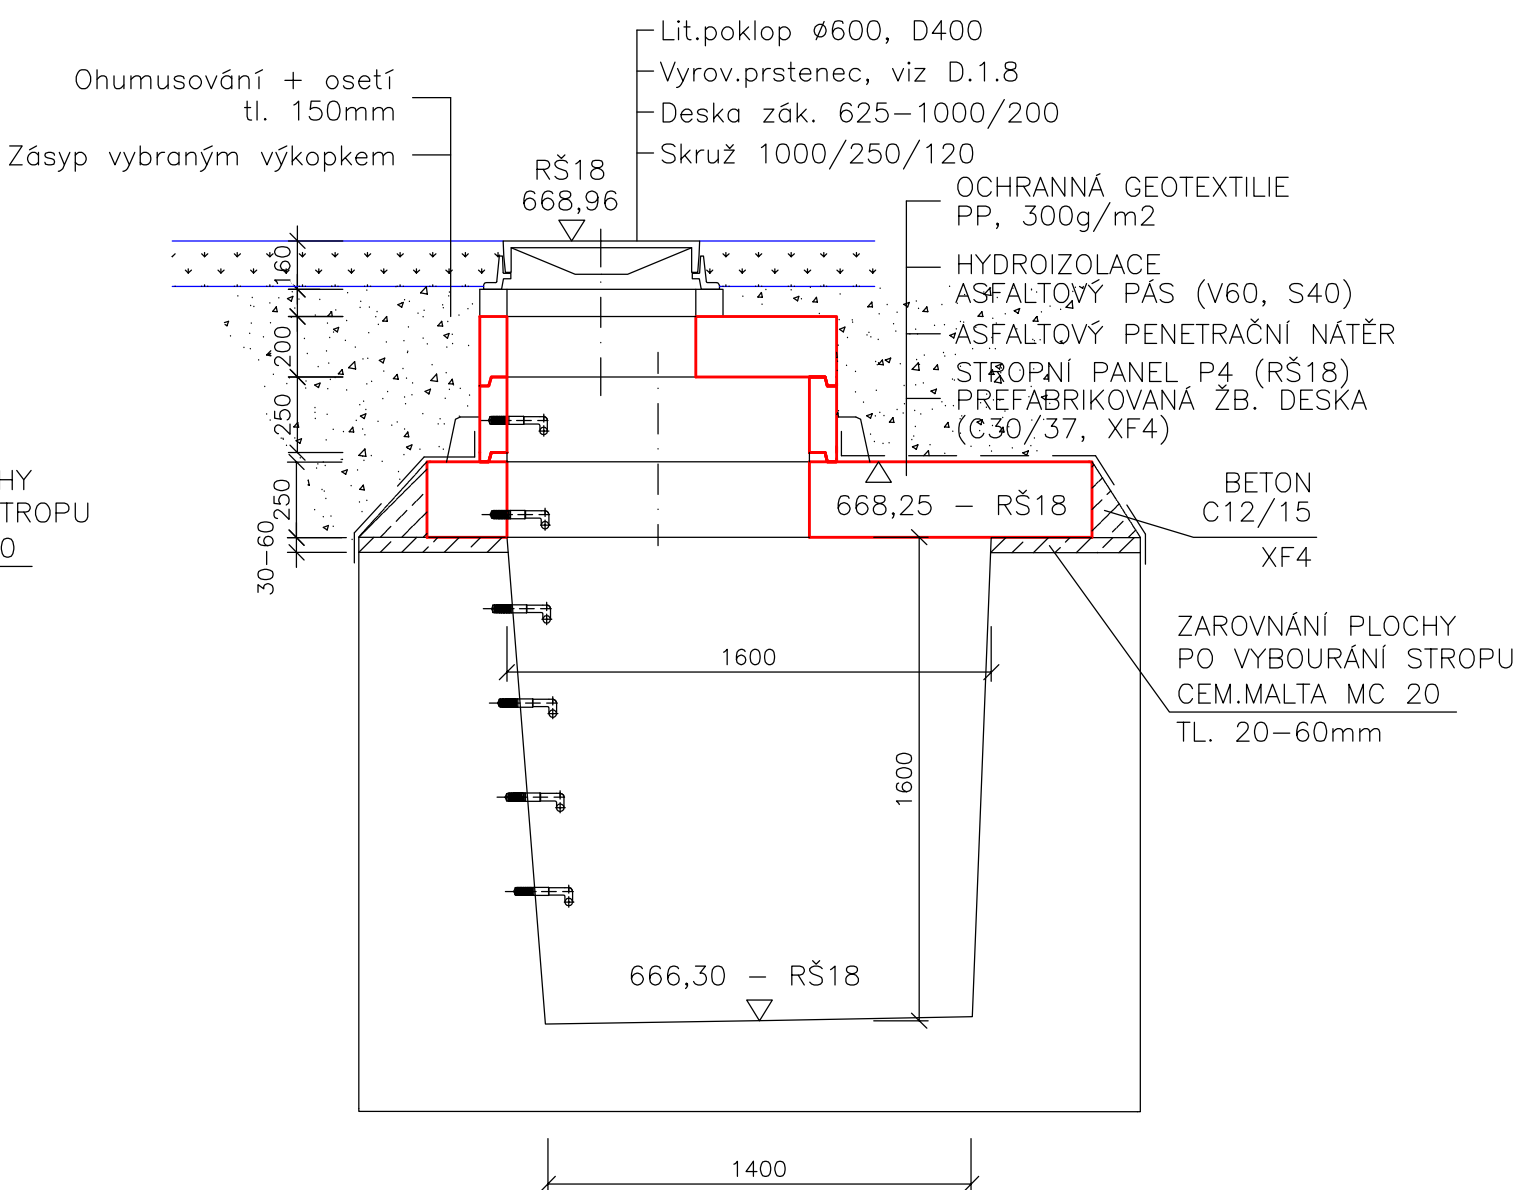 Lit.poklop Ø600, D400
Vyrov.prstenec, viz D.1.8
Deska zák. 625-1000/200
Skruž 1000/250/120
Ohumusování + osetí
tl. 150mm
Zásyp vybraným výkopkem
RŠ18
668,96
OCHRANNÁ GEOTEXTILIE
PP, 300g/m2
HYDROIZOLACE
ASFALTOVÝ PÁS (V60, S40)
ASFALTOVÝ PENETRAČNÍ NÁTĚR
STROPNÍ PANEL P4 (RŠ18)
PREFABRIKOVANÁ ŽB. DESKA
(C30/37, XF4)
160
200
250
250
30-60
HY
TROPU
0
668,25 - RŠ18
BETON
C12/15
XF4
ZAROVNÁNÍ PLOCHY
PO VYBOURÁNÍ STROPU
CEM.MALTA MC 20
TL. 20-60mm
1600
1600
666,30 - RŠ18
1400